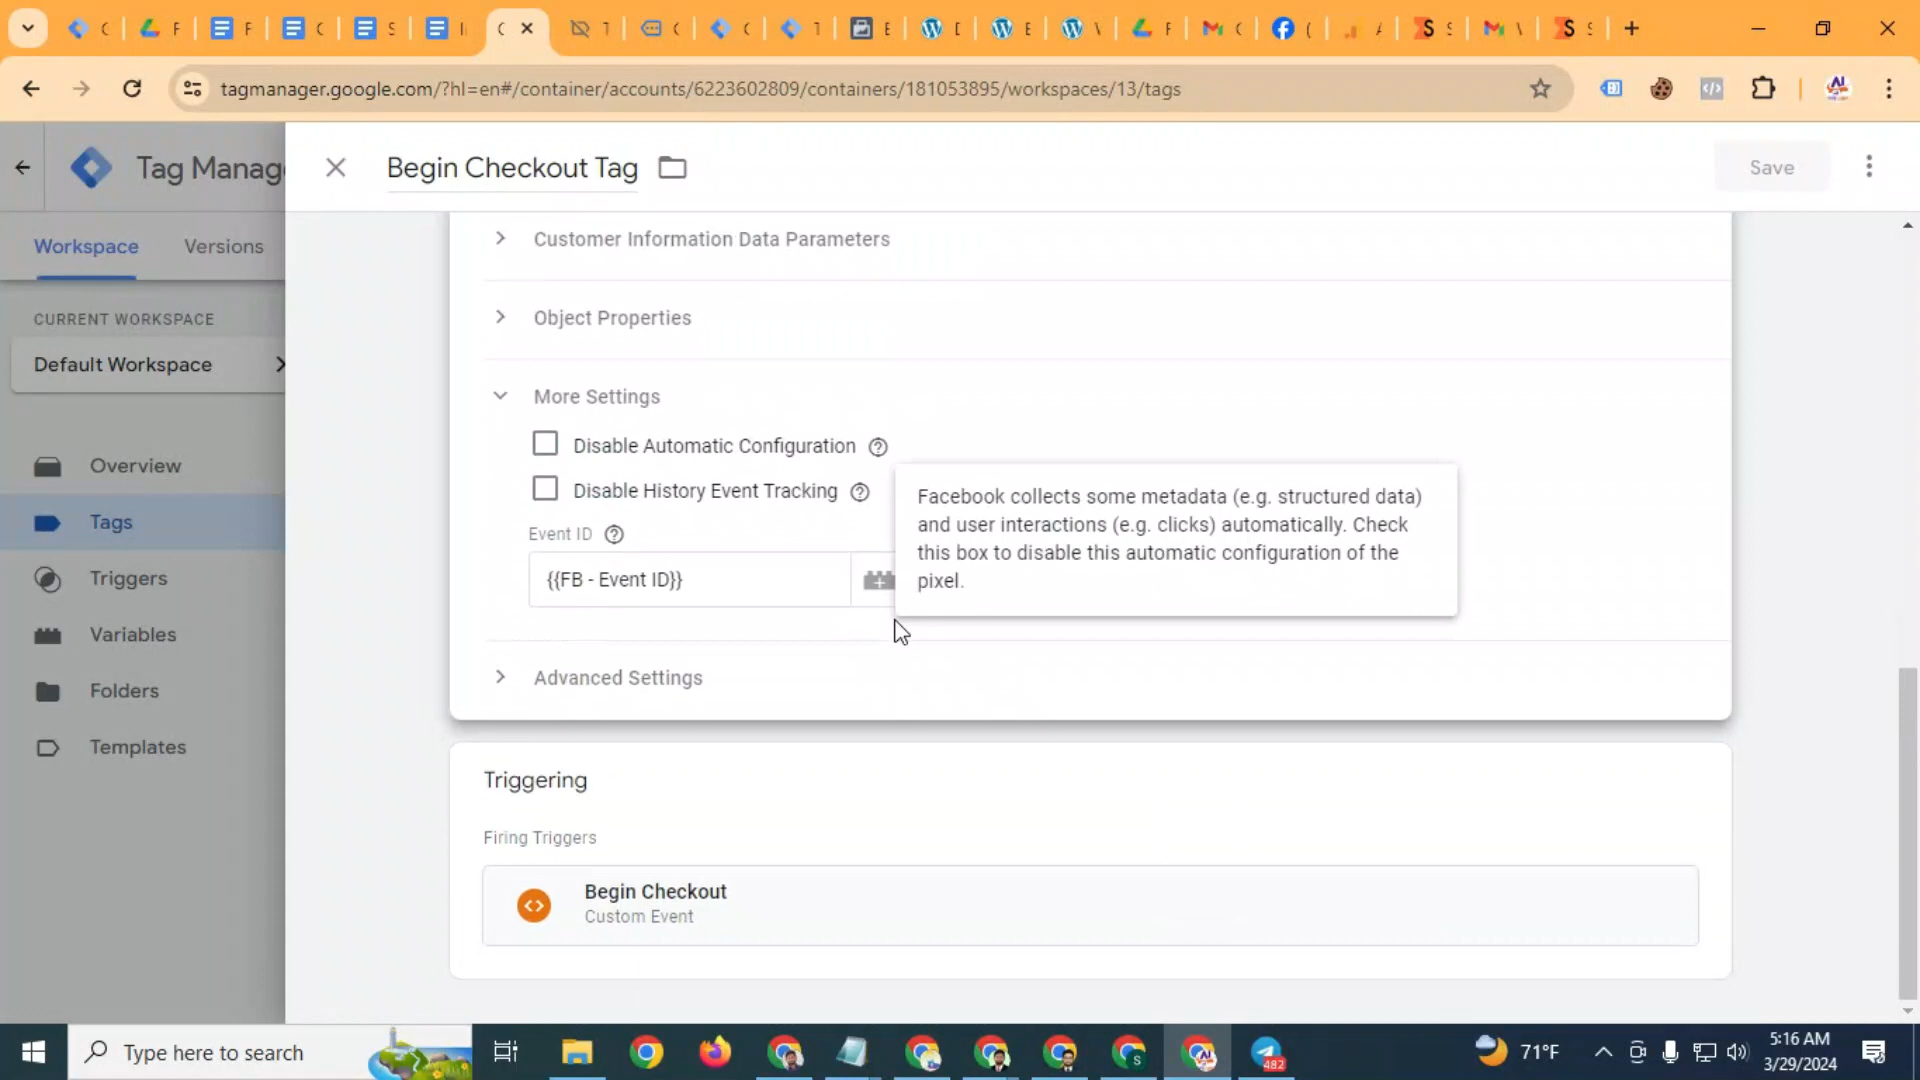 tagmanager.google.com/?hl=en#/container/accounts/6223602809/containers/181053895/workspaces/13/tags
Tag Manag
Begin Checkout Tag
Save
Workspace
Versions
Customer Information Data Parameters
CURRENT WORKSPACE
Object Properties
Default Workspace
More Settings
Disable Automatic Configuration
Overview
Disable History Event Tracking
Facebook collects some metadata (e.g. structured data)
and user interactions (e.g. clicks) automatically. Check
this box to disable this automatic configuration of the
pixel.
Tags
Event ID
{{FB - Event ID}}
Triggers
Variables
Advanced Settings
Folders
Templates
Triggering
Firing Triggers
Begin Checkout
Custom Event
Type here to search
482
71°F
5:16 AM
3/29/2024